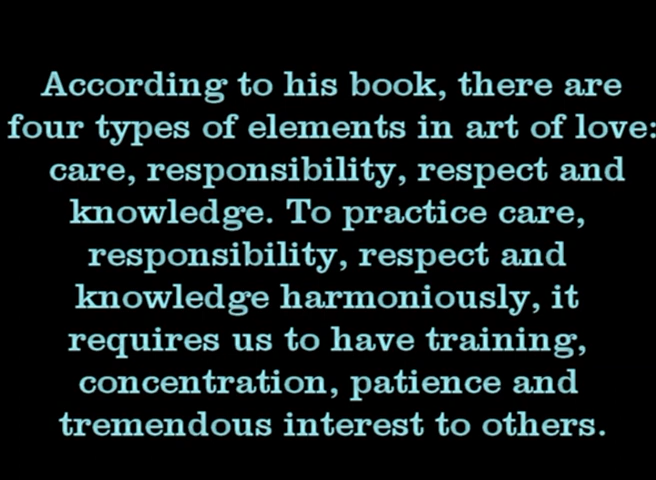 According to his book, there are
four types of elements in art of love:
care, responsibility, respect and
knowledge. To practice care,
responsibility, respect and
knowledge harmoniously, it
requires us to have training,
concentration, patience and
tremendous interest to others.